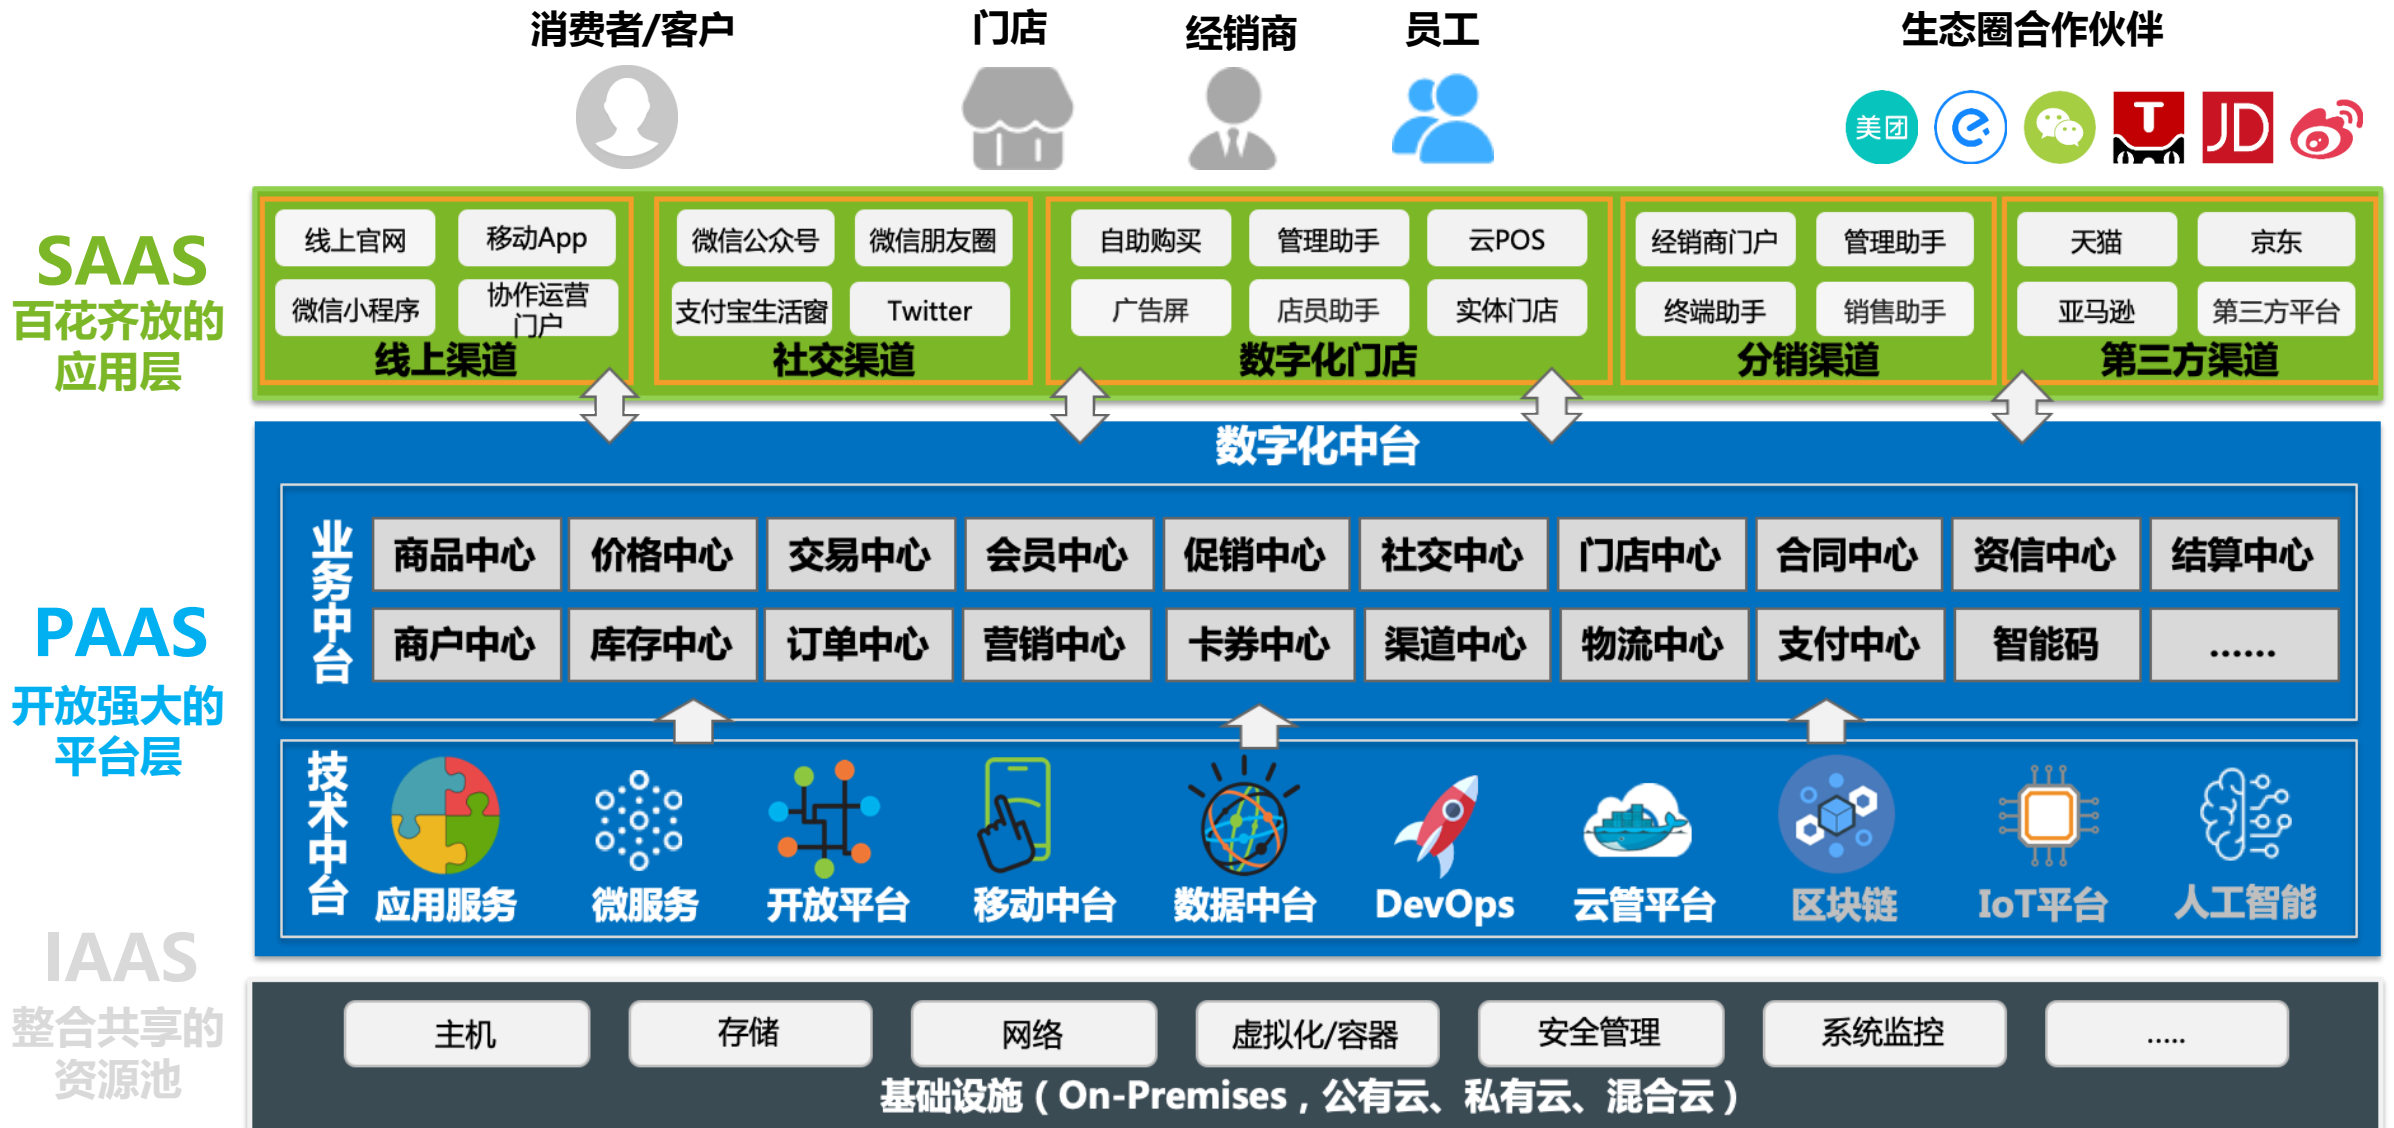 消费者/客户
门店
经销商
员工
生态圈合作伙伴
美团
T
JD
SAAS
百花齐放的
应用层
线上官网
移动App
微信小程序
协作运营
门户
线上渠道
微信公众号
微信朋友圈
支付宝生活窗
Twitter
社交渠道
自助购买
管理助手
云POS
广告屏
店员助手
实体门店
数字化门店
经销商门户
管理助手
终端助手
销售助手
分销渠道
天猫
京东
亚马逊
第三方平台
第三方渠道
PAAS
开放强大的
平台层
数字化中台
业务中台
商品中心
价格中心
交易中心
会员中心
促销中心
社交中心
门店中心
合同中心
资信中心
结算中心
商户中心
库存中心
订单中心
营销中心
卡券中心
渠道中心
物流中心
支付中心
智能码
......
技术中台
应用服务
微服务
开放平台
移动中台
数据中台
DevOps
云管平台
区块链
IoT平台
人工智能
IAAS
整合共享的
资源池
主机
存储
网络
虚拟化/容器
安全管理
系统监控
.....
基础设施（On-Premises，公有云、私有云、混合云）